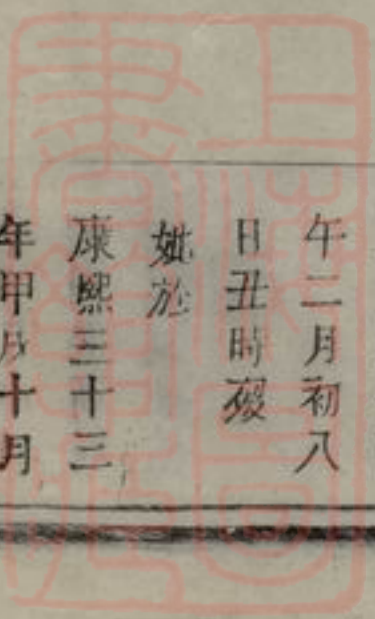 午二月初八
日丑時歿
妣於
康熙三十三
年甲戌十月